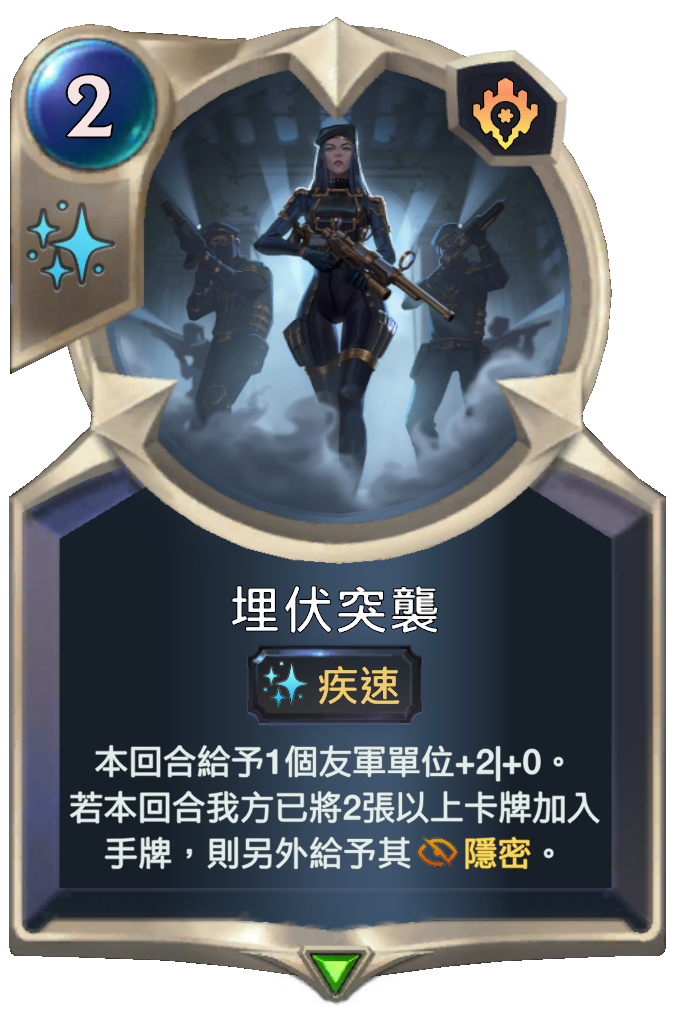 2
埋伏突襲
疾速
本回合給予1個友軍單位+2|+0。
若本回合我方已將2張以上卡牌加入
手牌,則另外給予其 隱密。